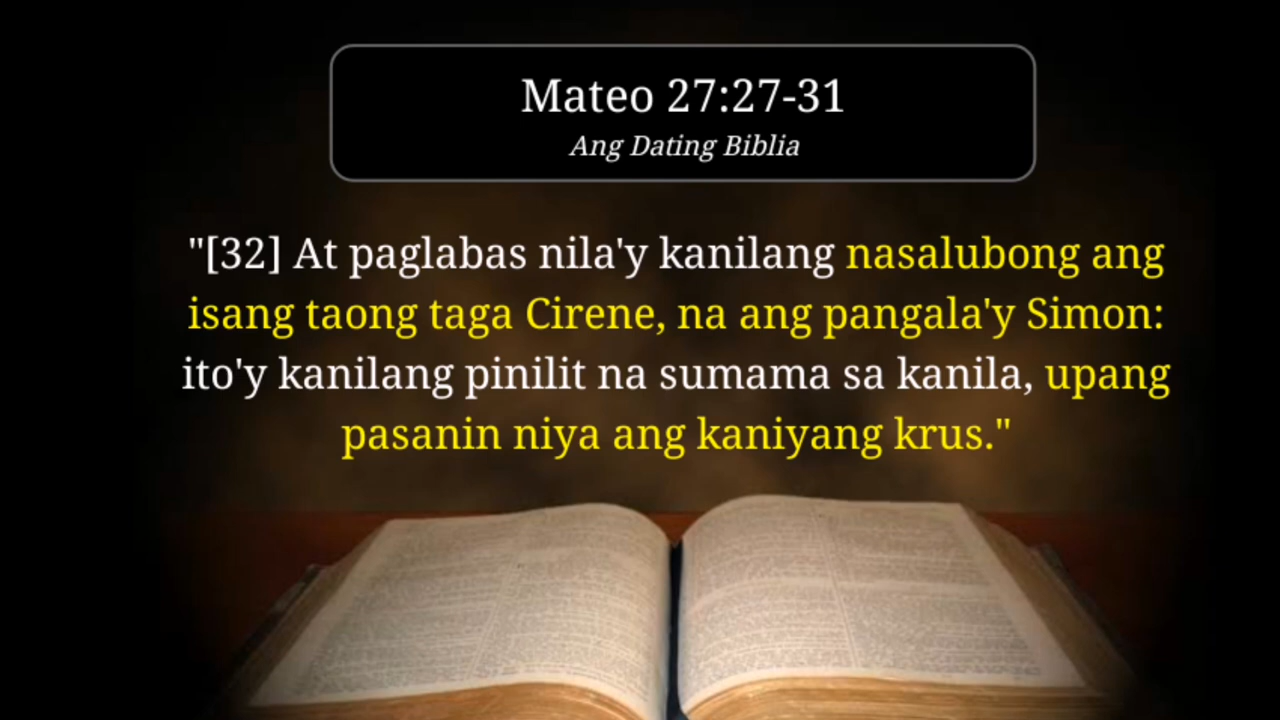 Mateo 27:27-31
Ang Dating Biblia
"[32] At paglabas nila'y kanilang nasalubong ang
isang taong taga Cirene, na ang pangala'y Simon:
ito'y kanilang pinilit na sumama sa kanila, upang
pasanin niya ang kaniyang krus."